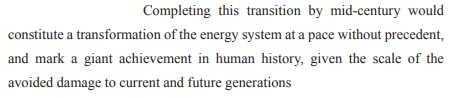 Completing this transition by mid-century would
constitute a transformation of the energy system at a pace without precedent,
and mark a giant achievement in human history, given the scale of the
avoided damage to current and future generations